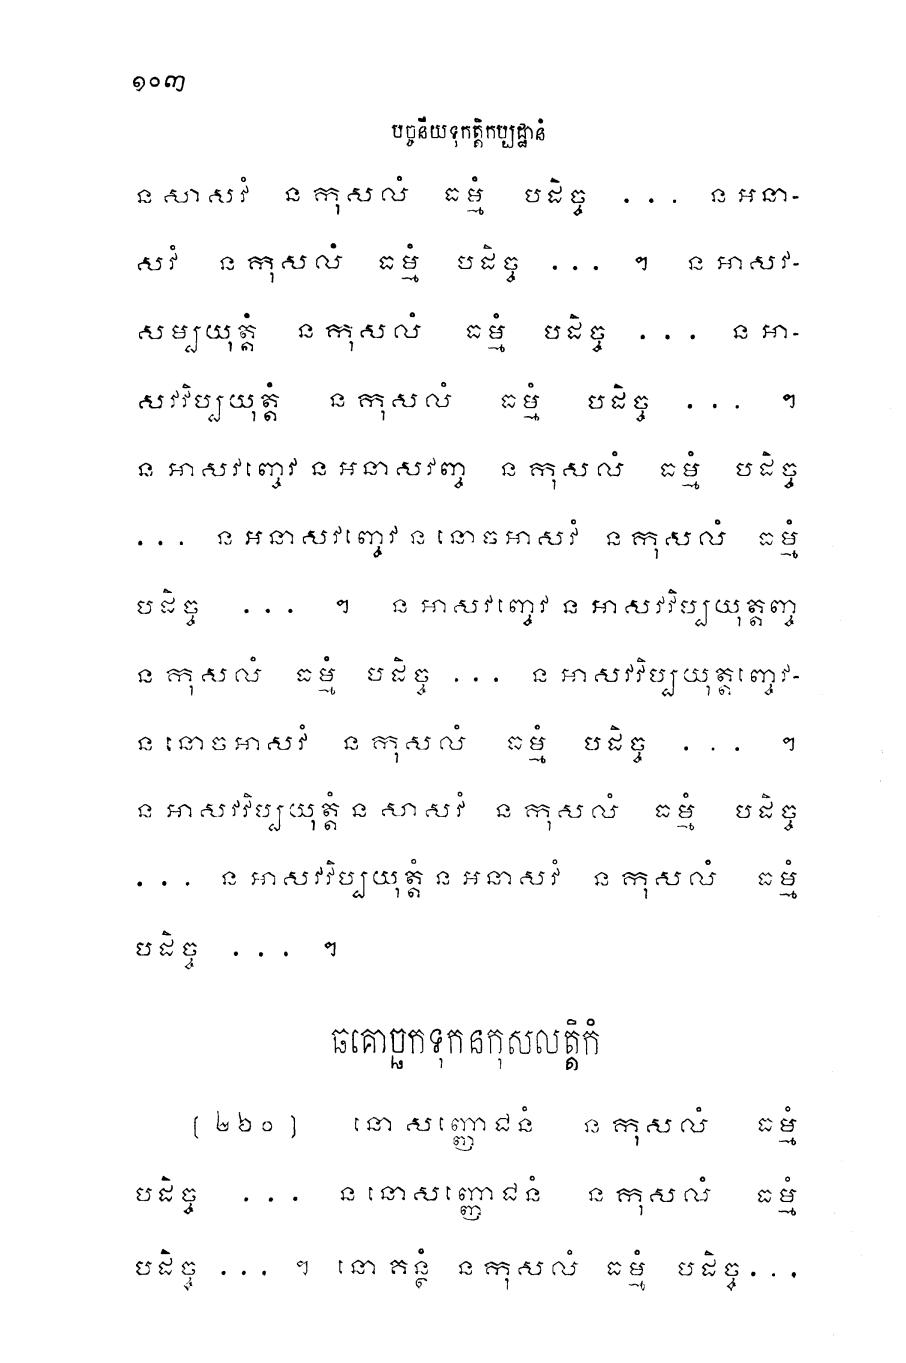 ១០៣
បច្ចនីយទុកត្តិកប្បដ្ឋានំ
ន សាសវំ ន កុសលំ ធម្មំ បដិច្ច ... ន អនា-
សវំ ន កុសលំ ធម្មំ បដិច្ច ... ។ ន អាសវ-
សម្បយុត្តំ ន កុសលំ ធម្មំ បដិច្ច ... ន អា-
សវវិប្បយុត្តំ ន កុសលំ ធម្មំ បដិច្ច ... ។
ន អាសវញ្ចេវ ន អនាសវញ្ច ន កុសលំ ធម្មំ បដិច្ច
... ន អនាសវញ្ចេវ ន នោចអាសវំ ន កុសលំ ធម្មំ
បដិច្ច ... ។ ន អាសវញ្ចេវ ន អាសវវិប្បយុត្តញ្ច
ន កុសលំ ធម្មំ បដិច្ច ... ន អាសវវិប្បយុត្តញ្ចេវ-
ន នោចអាសវំ ន កុសលំ ធម្មំ បដិច្ច ... ។
ន អាសវវិប្បយុត្តំ ន សាសវំ ន កុសលំ ធម្មំ បដិច្ច
... ន អាសវវិប្បយុត្តំ ន អនាសវំ ន កុសលំ ធម្មំ
បដិច្ច ... ។
ឆគោច្ឆកទុកនកុសលត្តិកំ
[២៦០] នោ សញ្ញោជនំ ន កុសលំ ធម្មំ
បដិច្ច ... ន នោសញ្ញោជនំ ន កុសលំ ធម្មំ
បដិច្ច ... ។ នោ គន្ថំ ន កុសលំ ធម្មំ បដិច្ច ...